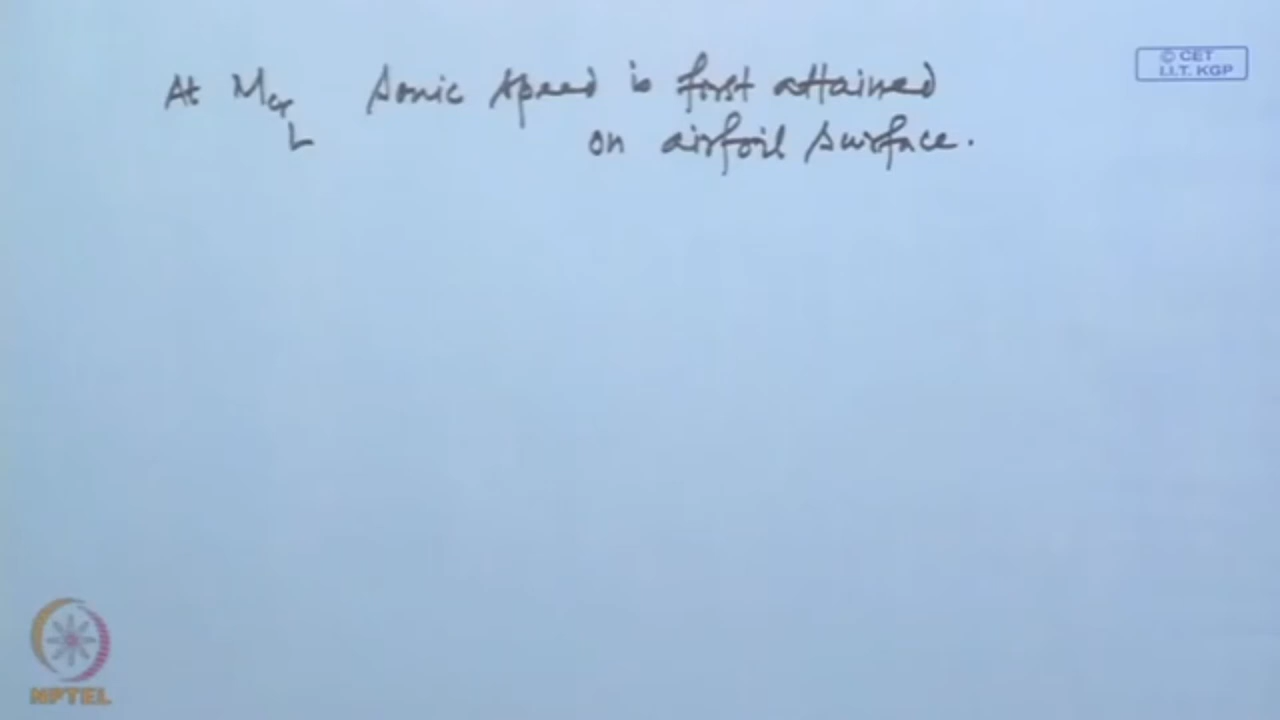 At Mcr Sonic speed is first attained
L on airfoil surface.
© CET
I.I.T. KGP
NPTEL